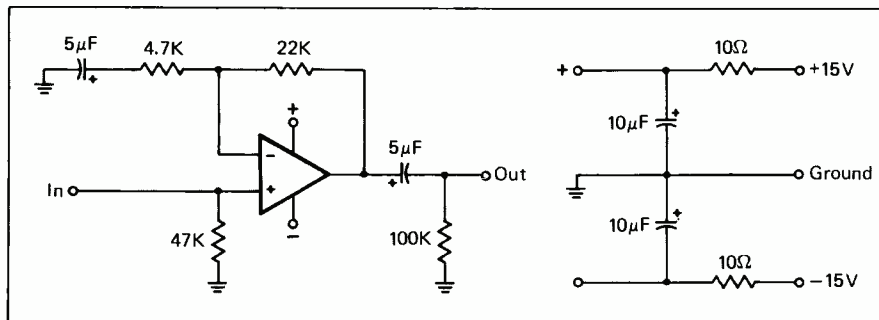 5μF
4.7K
22K
+
-
+
+
-
In
47K
5μF
+
Out
100K
+
10Ω
+15V
10μF
+
Ground
10μF
+
10Ω
-15V